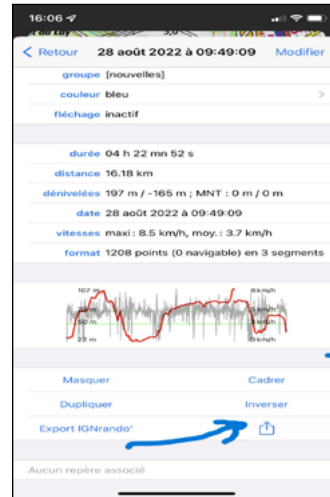 16:06
Retour 28 août 2022 à 09:49:09 Modifier
groupe [nouvelles]
couleur bleu
fléchage inactif
durée 04 h 22 mn 52 s
distance 16.18 km
dénivelées 197 m / -165 m ; MNT : 0 m / 0 m
date 28 août 2022 à 09:49:09
vitesses maxi : 8.5 km/h, moy. : 3.7 km/h
format 1208 points (0 navigable) en 3 segments
107 m
22 m
Masquer Cadrer
Dupliquer Inverser
Export IGNrando'
Aucun repère associé